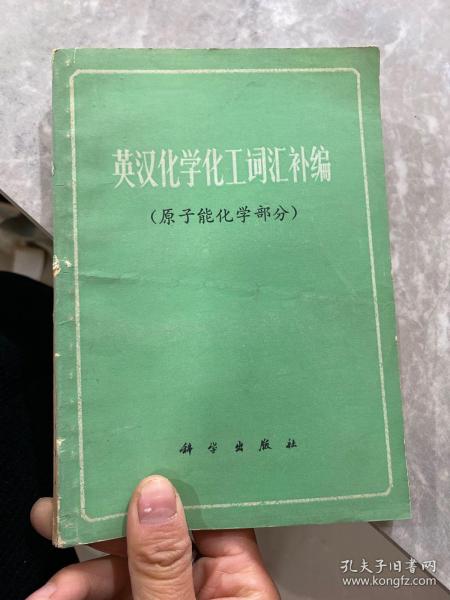 英汉化学化工词汇补编
(原子能化学部分)
科学出版社
孔夫子旧书网
www.kongfz.com